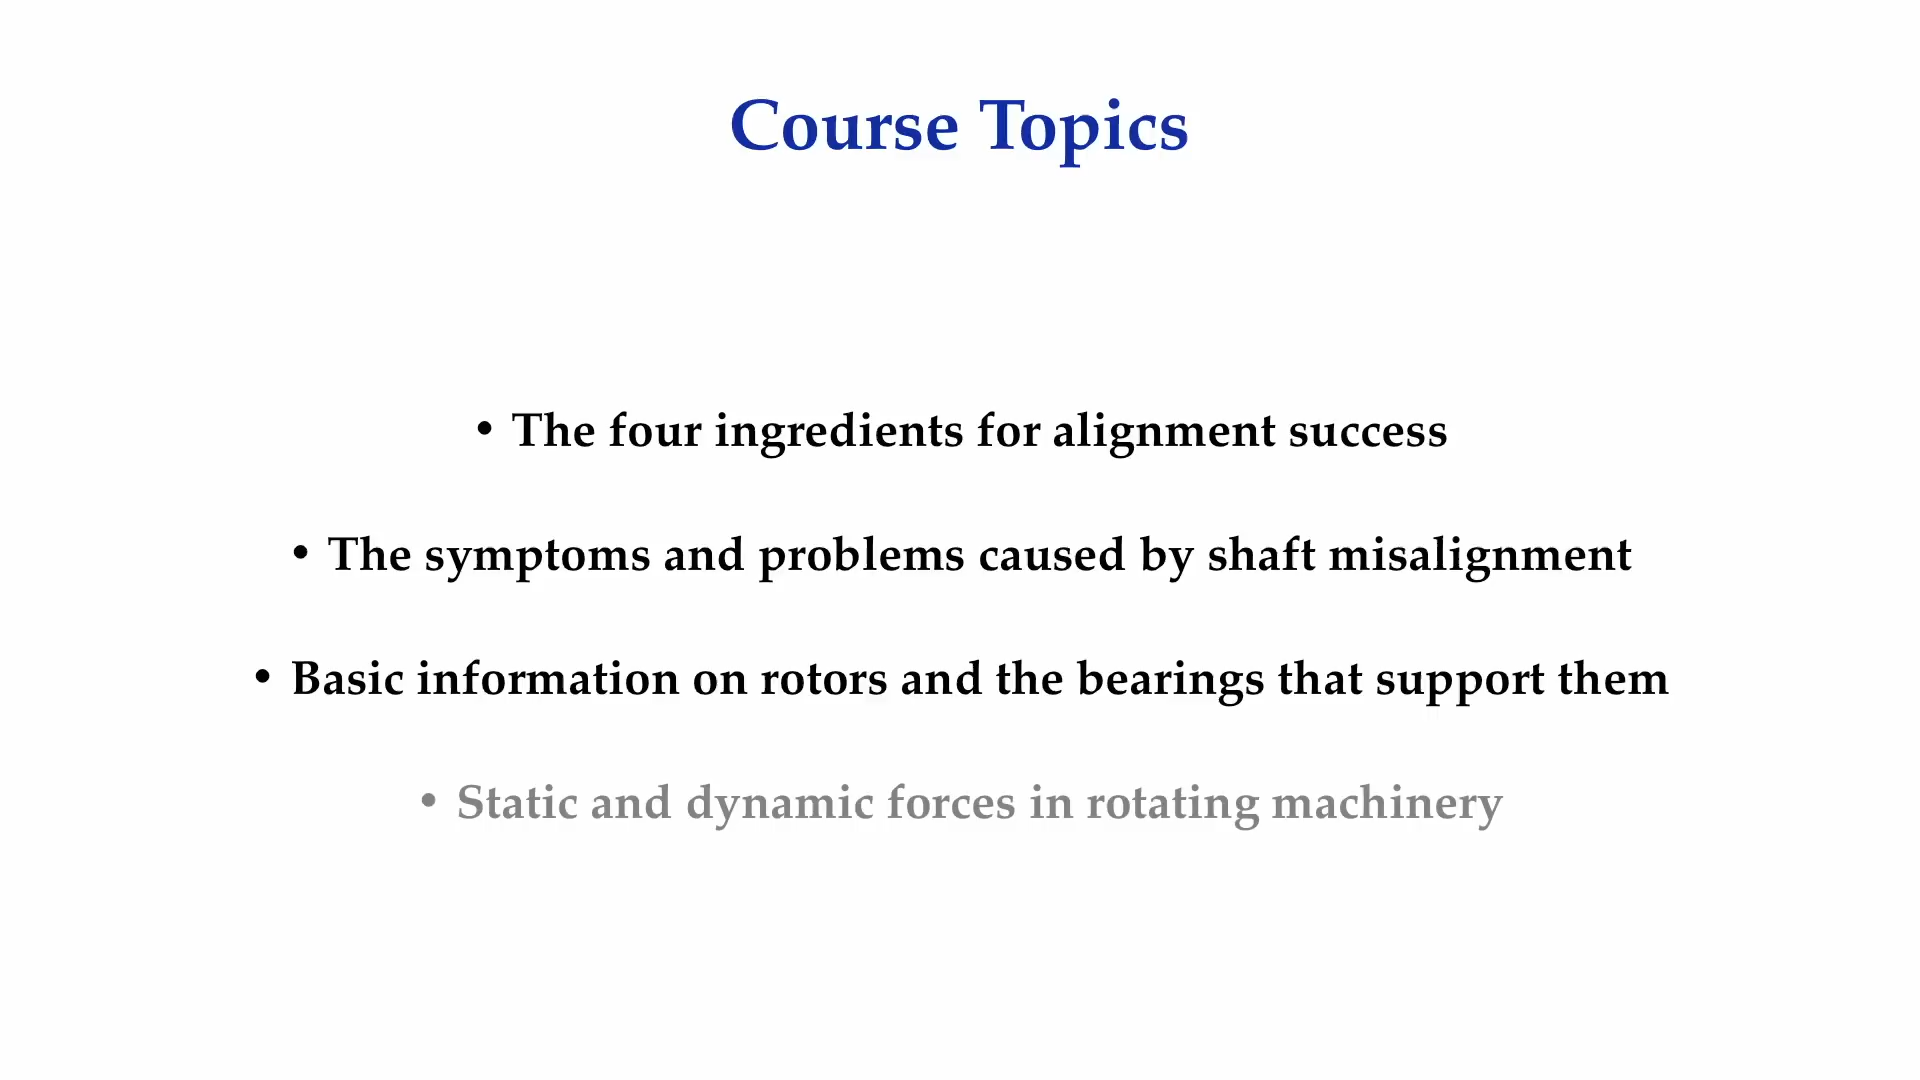 Course Topics
• The four ingredients for alignment success
• The symptoms and problems caused by shaft misalignment
• Basic information on rotors and the bearings that support them
• Static and dynamic forces in rotating machinery